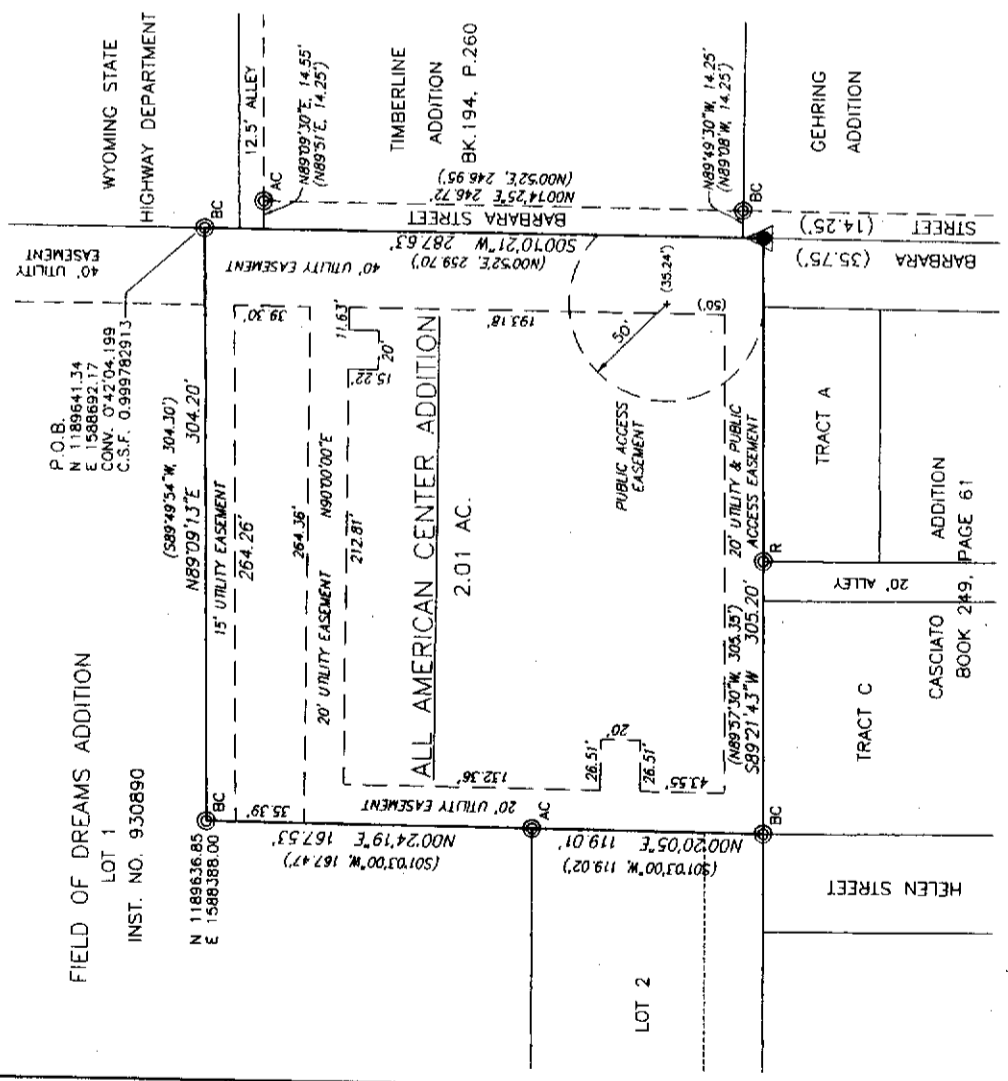 FIELD OF DREAMS ADDITION
LOT 1
INST. NO. 930890
N 1189636.85
E 1588388.00
P.O.B.
N 1189641.34
E 1588692.17
CONV. 0°42'04.199
C.S.F. 0.999782913
(S89°49'54"W, 304.30')
N89°09'13"E 304.20'
40' UTILITY
EASEMENT
WYOMING STATE
HIGHWAY DEPARTMENT
BC
BC
12.5' ALLEY
AC
N89°09'30"E, 14.55'
(N89°51'E, 14.25')
TIMBERLINE
ADDITION
BK.194, P.260
15' UTILITY EASEMENT
264.26'
35.39'
39.30'
264.36'
20' UTILITY EASEMENT
N90°00'00"E
212.81'
15.22'
20'
11.63'
40' UTILITY EASEMENT
(N00°52'E, 259.70')
S00°10'21"W 287.63'
BARBARA STREET
N00°14'25"E 246.72'
(N00°52'E, 246.95')
ALL AMERICAN CENTER ADDITION
2.01 AC.
132.36'
20' UTILITY EASEMENT
N00°24'19"E 167.53'
(S01°03'00"W, 167.47')
AC
193.18'
50'
(35.24')
(50')
PUBLIC ACCESS
EASEMENT
26.51'
20'
26.51'
43.55'
N00°20'05"E 119.01'
(S01°03'00"W, 119.02')
20' UTILITY & PUBLIC
ACCESS EASEMENT
(N89°57'30"W, 305.35')
S89°21'43"W 305.20'
BC
R
BC
N89°49'30"W, 14.25'
(N89°08'W, 14.25')
GEHRING
ADDITION
BARBARA STREET
(35.75') (14.25')
LOT 2
HELEN STREET
TRACT C
20' ALLEY
TRACT A
CASCIATO ADDITION
BOOK 249, PAGE 61